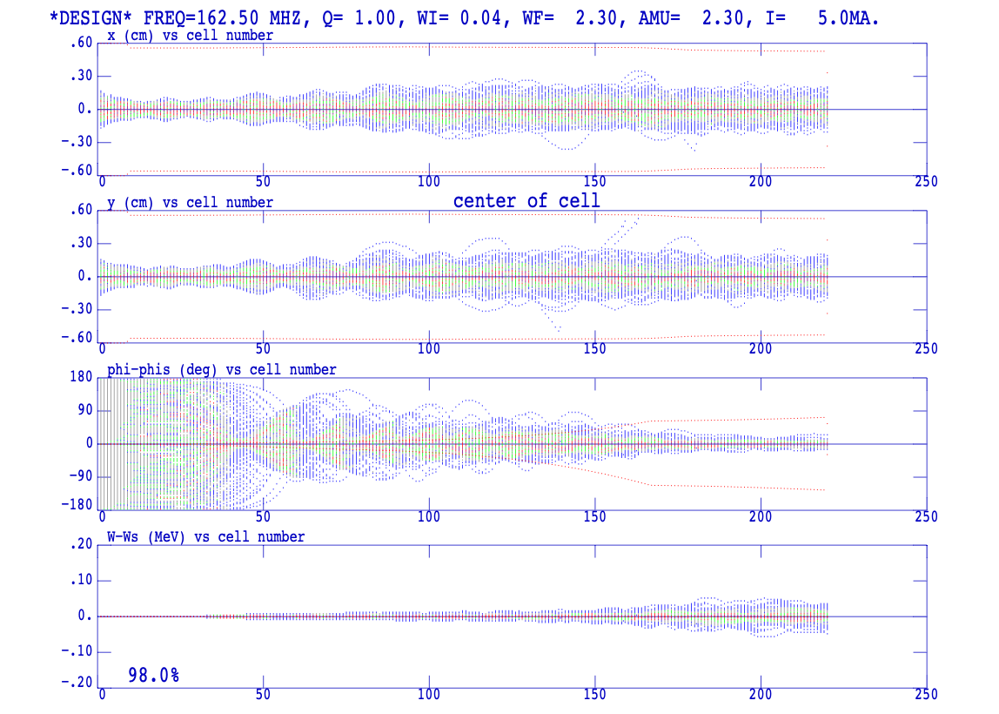 *DESIGN* FREQ=162.50 MHZ, Q= 1.00, WI= 0.04, WF=  2.30, AMU=  2.30, I=   5.0MA.
x (cm) vs cell number
.60
.30
0.
-.30
-.60
0 50 100 150 200 250
y (cm) vs cell number
center of cell
.60
.30
0.
-.30
-.60
0 50 100 150 200 250
phi-phis (deg) vs cell number
180
90
0
-90
-180
0 50 100 150 200 250
W-Ws (MeV) vs cell number
.20
.10
0.
-.10
-.20
98.0%
0 50 100 150 200 250